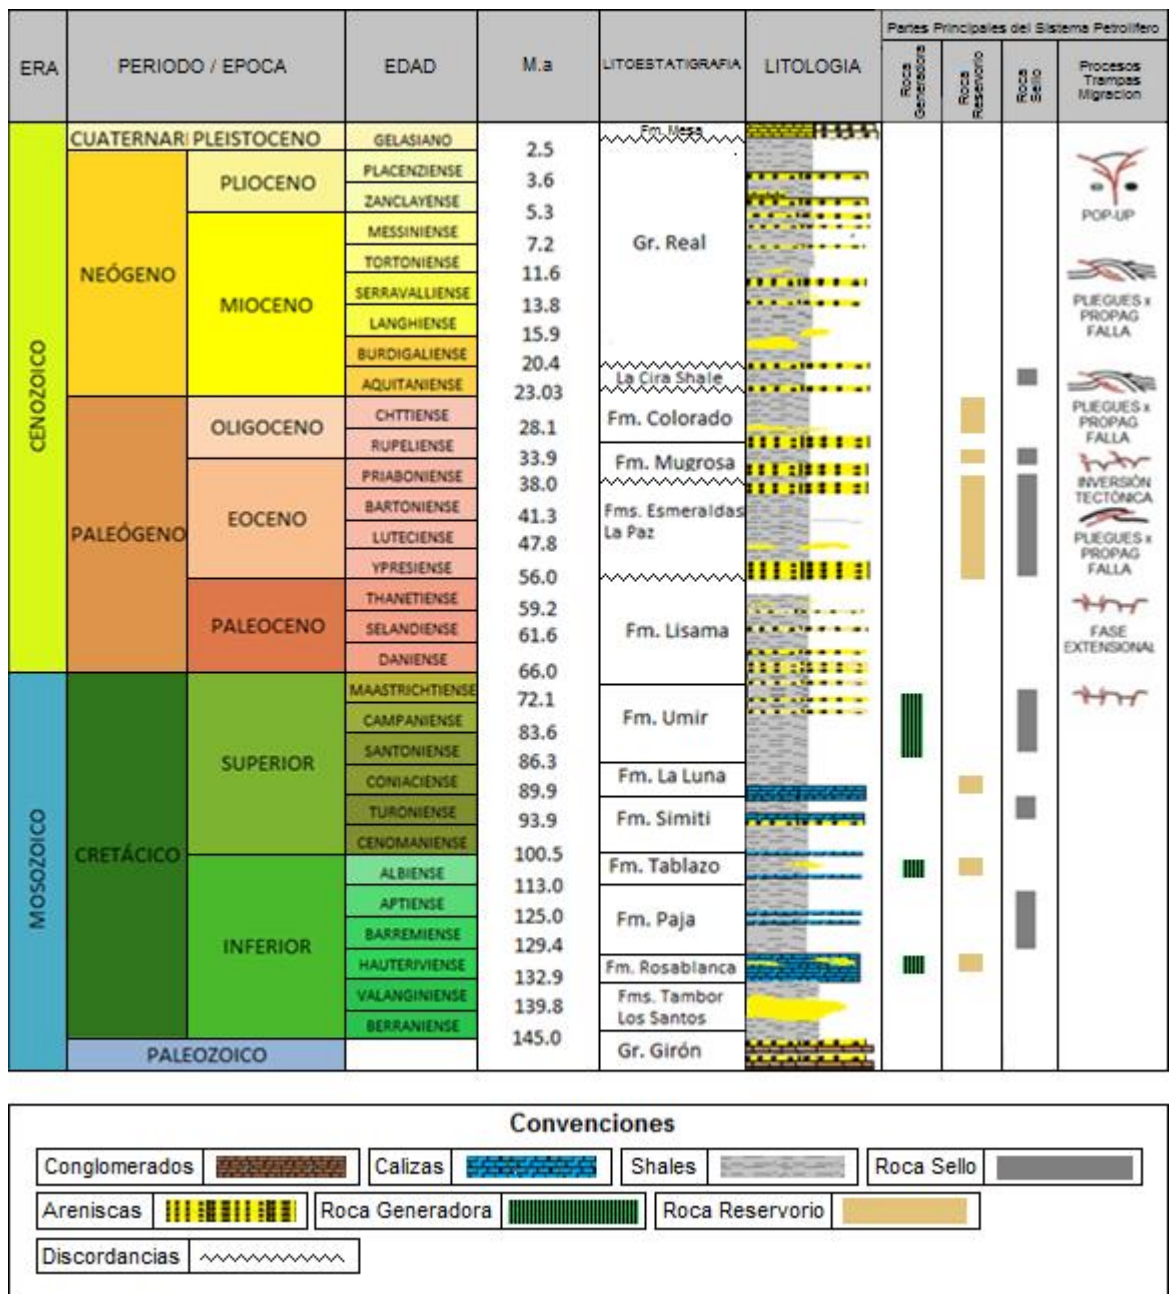 Partes Principales del Sistema Petrolifero
ERA
PERIODO / EPOCA
EDAD
M.a
LITOESTATIGRAFIA
LITOLOGIA
Roca
Generadora
Roca
Reservorio
Roca
Sello
Procesos
Trampas
Migracion
CENOZOICO
MOSOZOICO
CUATERNARI
PLEISTOCENO
NEÓGENO
PLIOCENO
MIOCENO
PALEÓGENO
OLIGOCENO
EOCENO
PALEOCENO
CRETÁCICO
SUPERIOR
INFERIOR
PALEOZOICO
GELASIANO
PLACENZIENSE
ZANCLAYENSE
MESSINIENSE
TORTONIENSE
SERRAVALLIENSE
LANGHIENSE
BURDIGALIENSE
AQUITANIENSE
CHTTIENSE
RUPELIENSE
PRIABONIENSE
BARTONIENSE
LUTECIENSE
YPRESIENSE
THANETIENSE
SELANDIENSE
DANIENSE
MAASTRICHTIENSE
CAMPANIENSE
SANTONIENSE
CONIACIENSE
TURONIENSE
CENOMANIENSE
ALBIENSE
APTIENSE
BARREMIENSE
HAUTERIVIENSE
VALANGINIENSE
BERRANIENSE
2.5
3.6
5.3
7.2
11.6
13.8
15.9
20.4
23.03
28.1
33.9
38.0
41.3
47.8
56.0
59.2
61.6
66.0
72.1
83.6
86.3
89.9
93.9
100.5
113.0
125.0
129.4
132.9
139.8
145.0
Fm. Mesa
Gr. Real
La Cira Shale
Fm. Colorado
Fm. Mugrosa
Fms. Esmeraldas
La Paz
Fm. Lisama
Fm. Umir
Fm. La Luna
Fm. Simiti
Fm. Tablazo
Fm. Paja
Fm. Rosablanca
Fms. Tambor
Los Santos
Gr. Girón
POP-UP
PLIEGUES x
PROPAG
FALLA
PLIEGUES x
PROPAG
FALLA
INVERSIÓN
TECTÓNICA
PLIEGUES x
PROPAG
FALLA
FASE
EXTENSIONAL
Convenciones
Conglomerados
Calizas
Shales
Roca Sello
Areniscas
Roca Generadora
Roca Reservorio
Discordancias